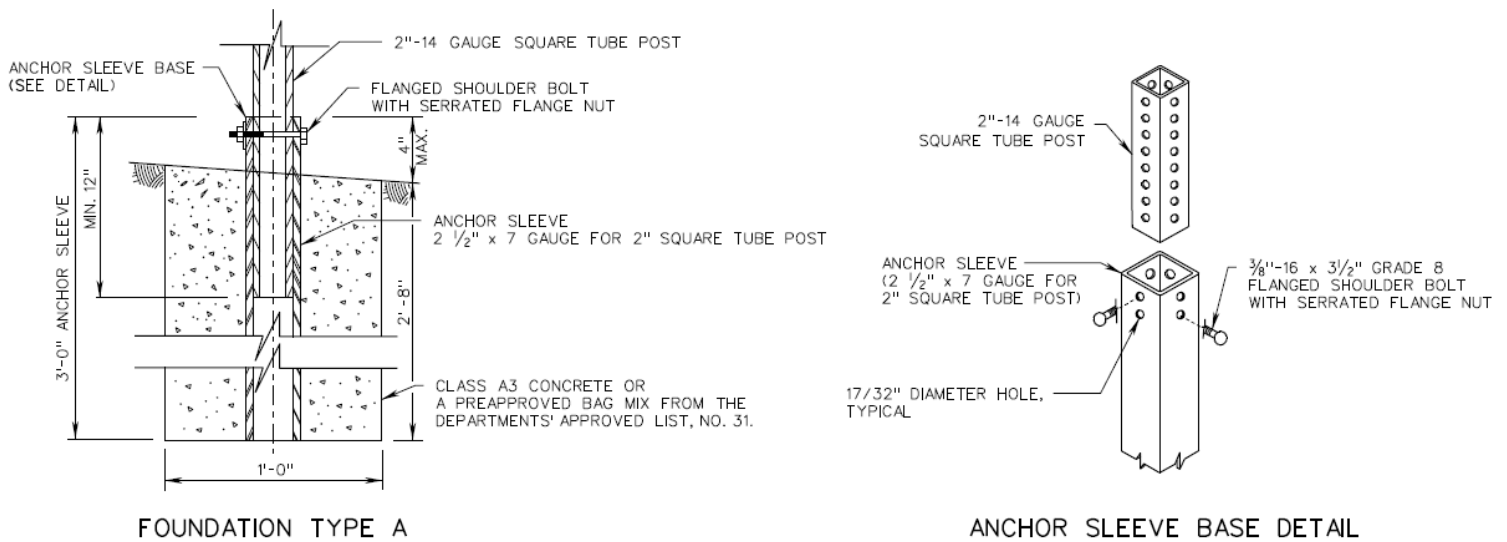 2"-14 GAUGE SQUARE TUBE POST
ANCHOR SLEEVE BASE
(SEE DETAIL)
FLANGED SHOULDER BOLT
WITH SERRATED FLANGE NUT
4"
MAX.
MIN. 12"
3'-0" ANCHOR SLEEVE
ANCHOR SLEEVE
2 ½" x 7 GAUGE FOR 2" SQUARE TUBE POST
2'-8"
CLASS A3 CONCRETE OR
A PREAPPROVED BAG MIX FROM THE
DEPARTMENTS' APPROVED LIST, NO. 31.
1'-0"
FOUNDATION TYPE A
2"-14 GAUGE
SQUARE TUBE POST
ANCHOR SLEEVE
(2 ½" x 7 GAUGE FOR
2" SQUARE TUBE POST)
⅜"-16 x 3½" GRADE 8
FLANGED SHOULDER BOLT
WITH SERRATED FLANGE NUT
17/32" DIAMETER HOLE,
TYPICAL
ANCHOR SLEEVE BASE DETAIL